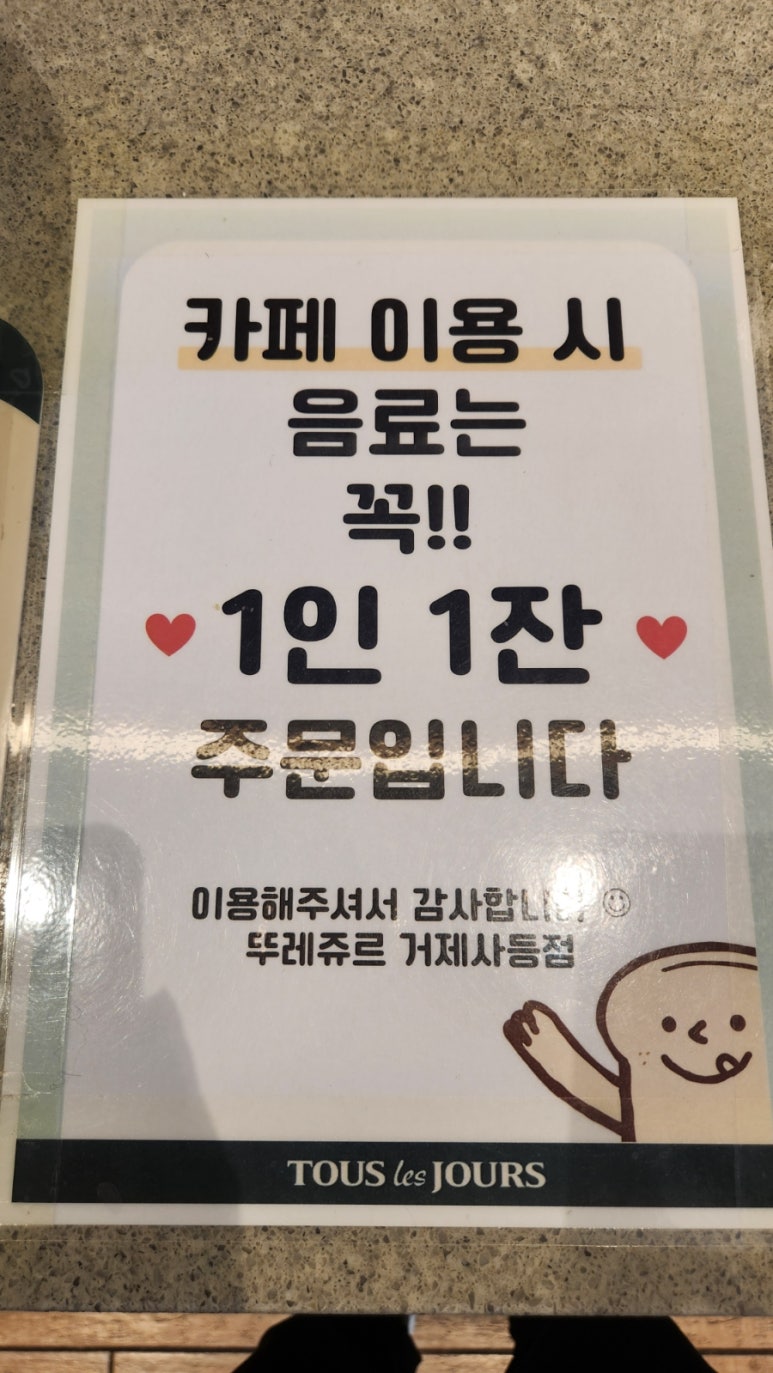 카페 이용 시
음료는
꼭!!
1인 1잔
주문입니다
이용해주셔서 감사합니다
뚜레쥬르 거제사등점
TOUS les JOURS